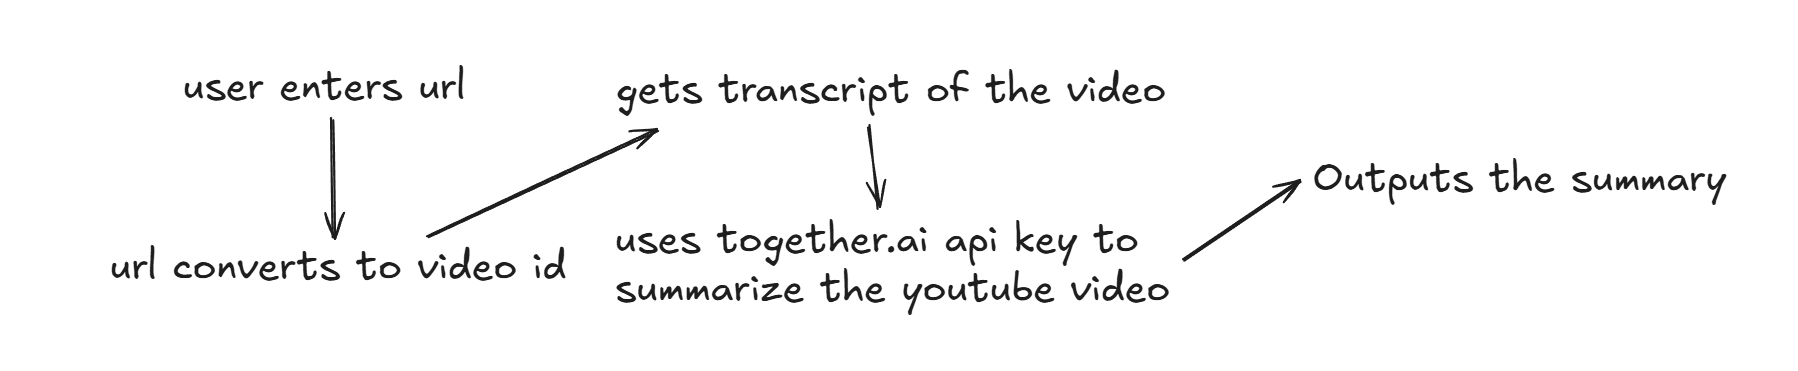 user enters url
url converts to video id
gets transcript of the video
uses together.ai api key to
summarize the youtube video
Outputs the summary